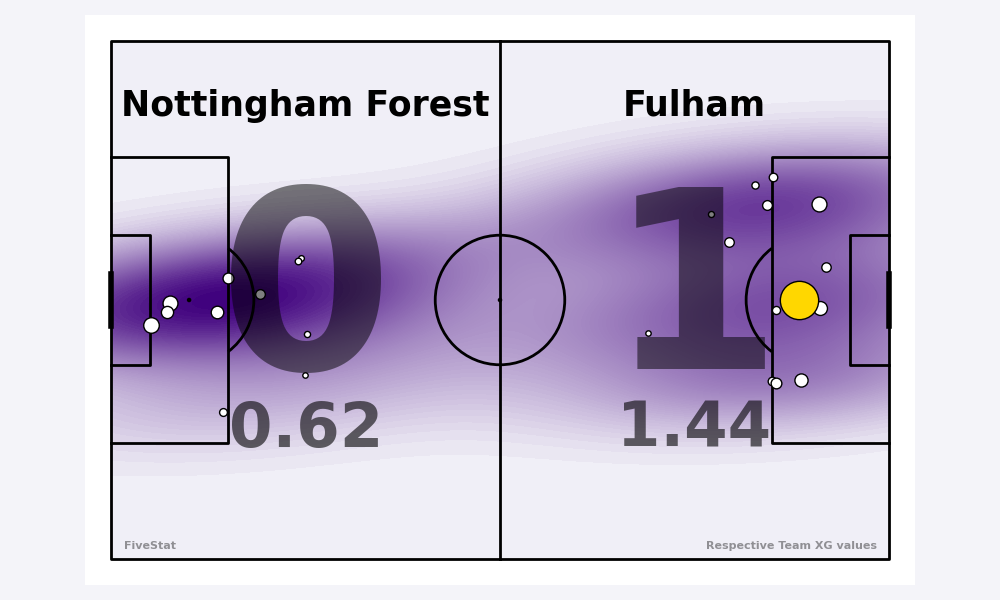 Nottingham Forest
Fulham
0
1
0.62
1.44
FiveStat
Respective Team XG values